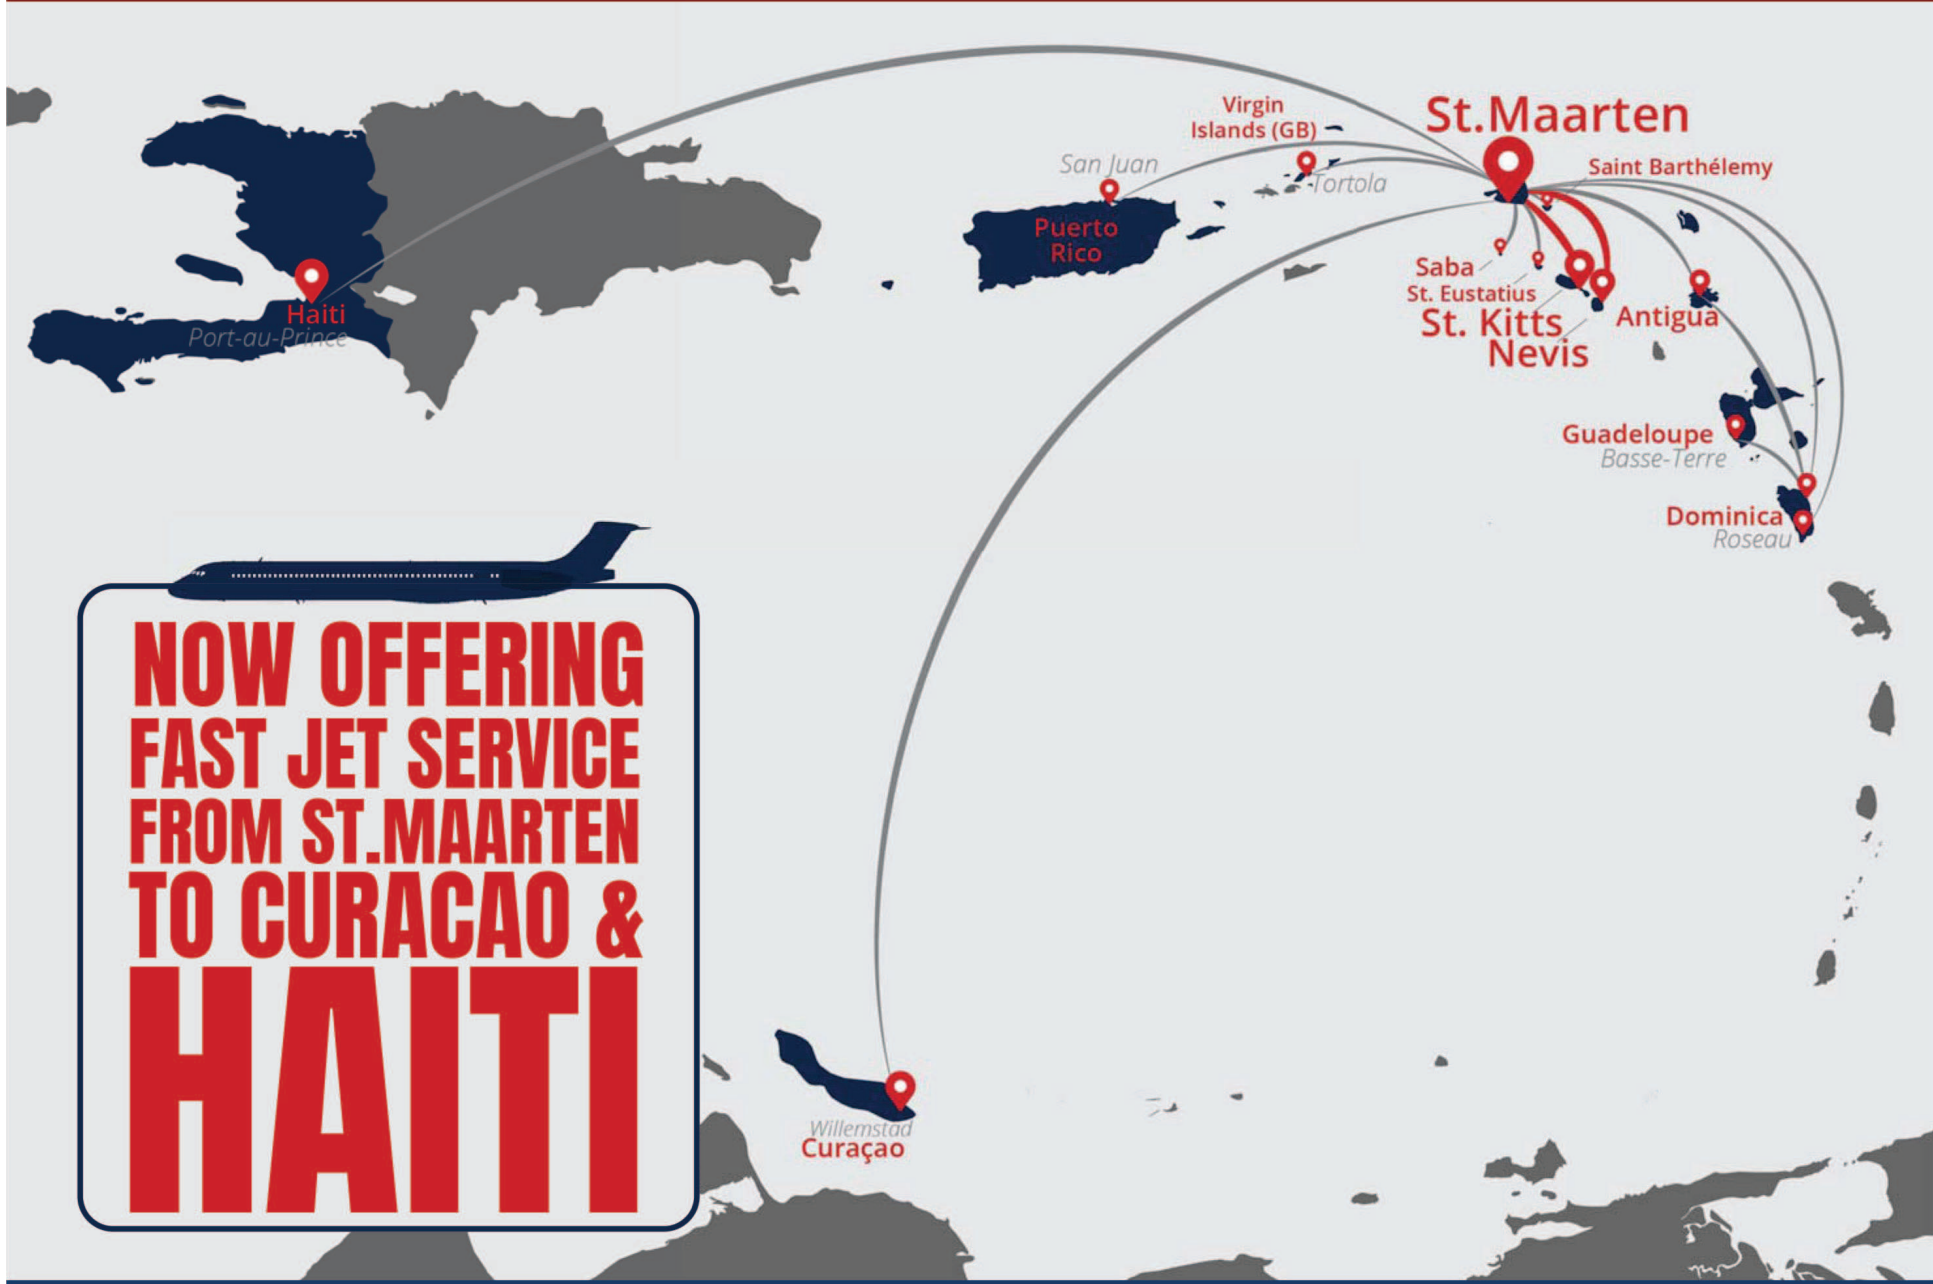 St.Maarten
Virgin
Islands (GB)
San Juan
Tortola
Saint Barthélemy
Puerto
Rico
Saba
St. Eustatius
St. Kitts
Nevis
Antigua
Haiti
Port-au-Prince
Guadeloupe
Basse-Terre
Dominica
Roseau
NOW OFFERING
FAST JET SERVICE
FROM ST.MAARTEN
TO CURACAO &
HAITI
Willemstad
Curaçao